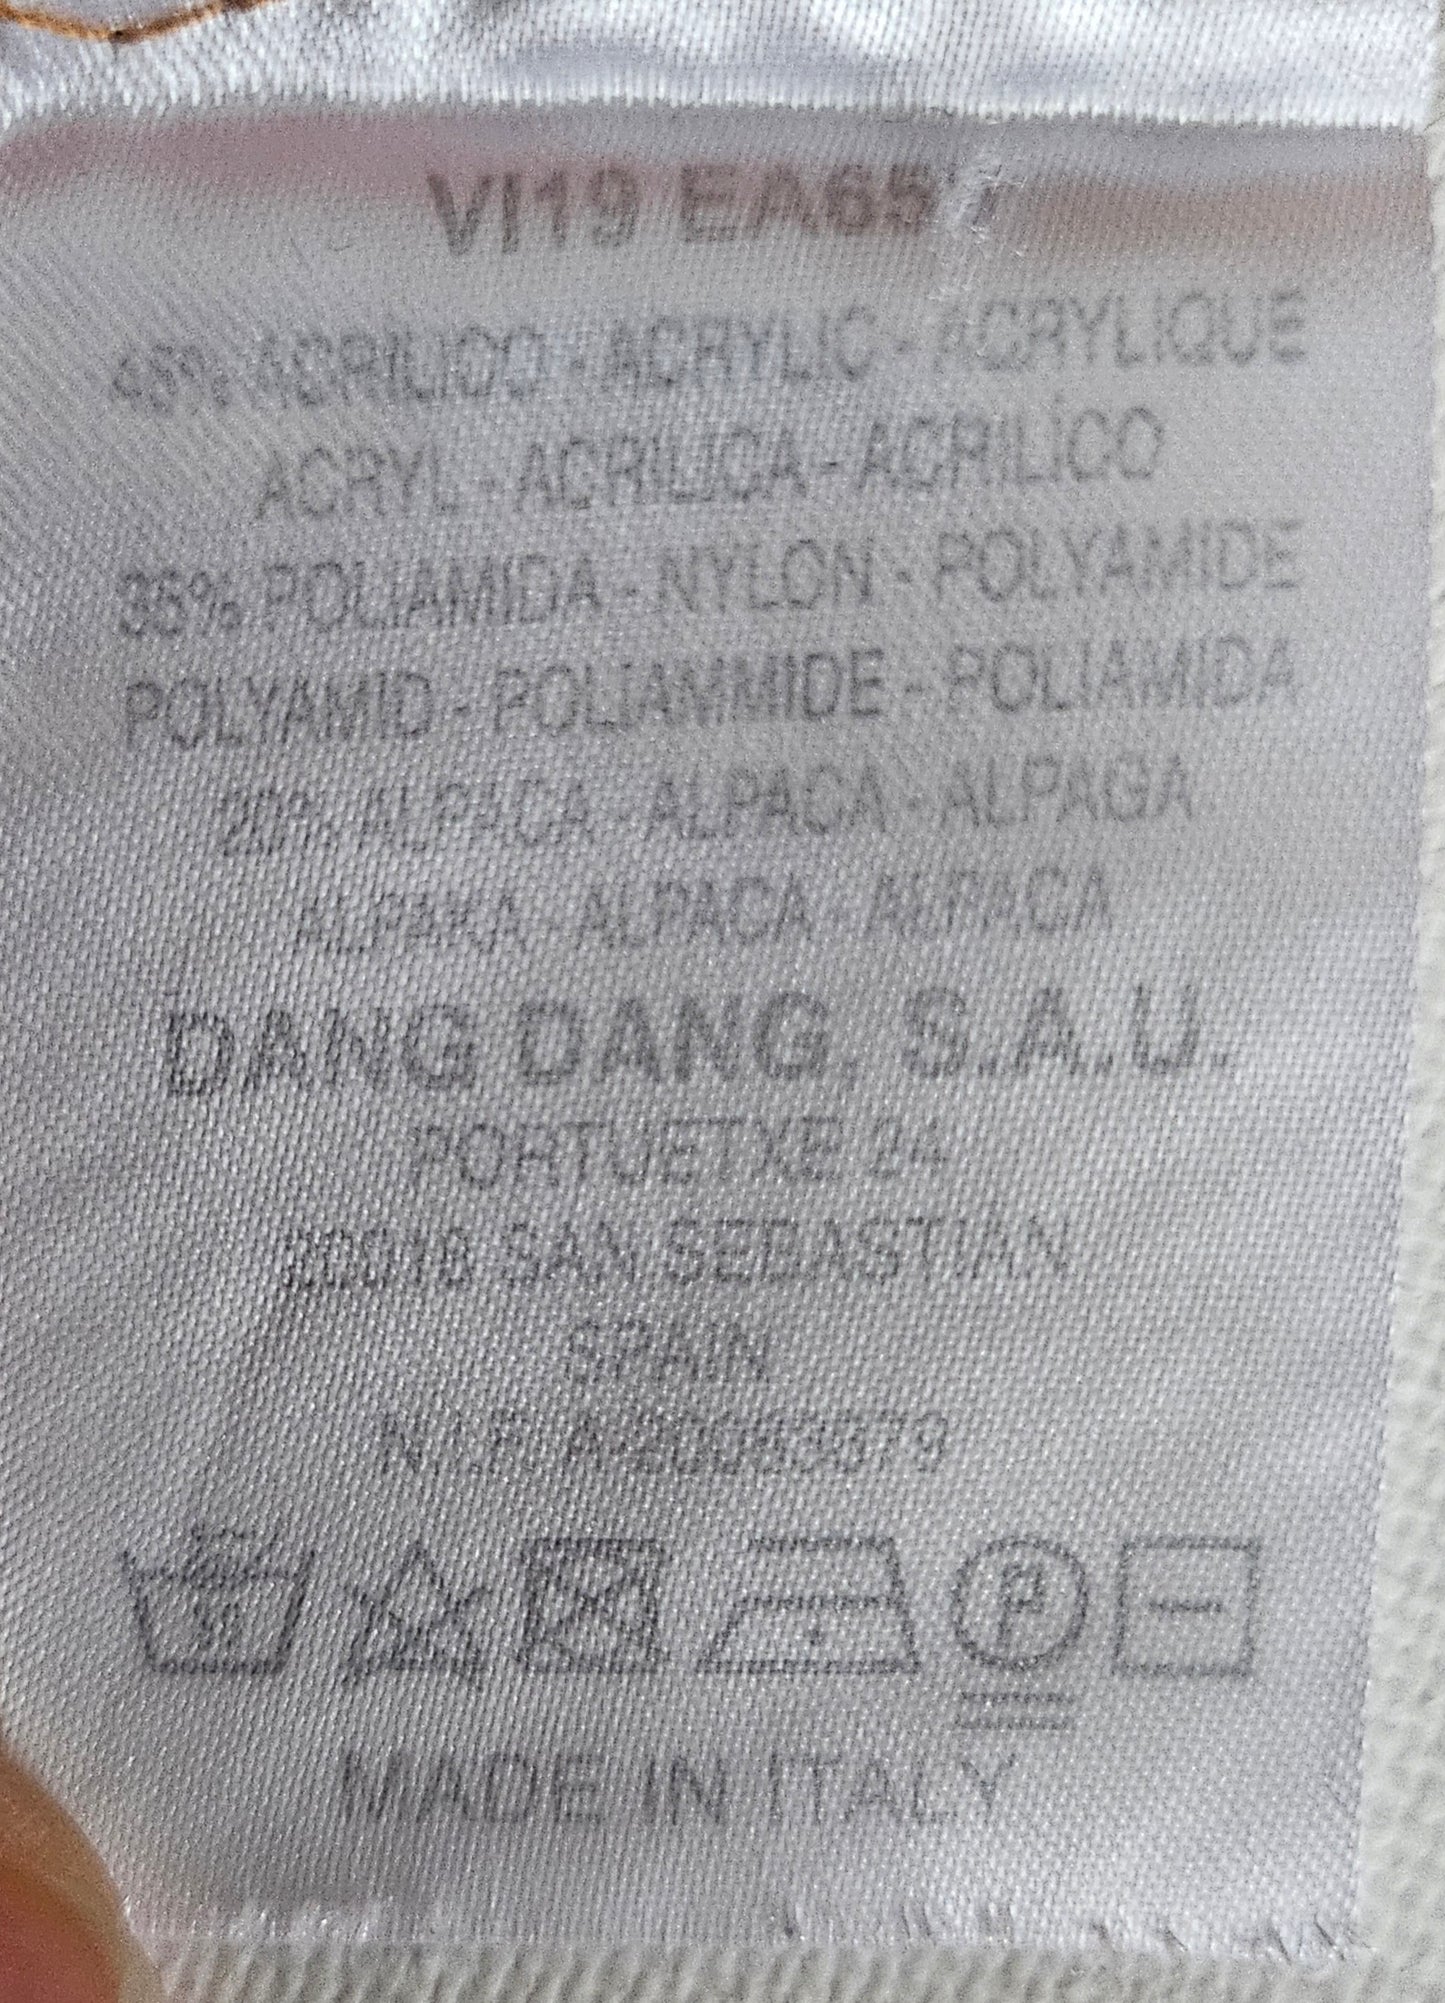 VI19 EA65
45% ACRILICO - ACRYLIC - ACRYLIQUE
ACRYL - ACRILICA - ACRÍLICO
35% POLIAMIDA - NYLON - POLYAMIDE
POLYAMID - POLIAMMIDE - POLIAMIDA
20% ALPACA - ALPACA - ALPAGA
ALPAKA - ALPACA - ALPACA
DANG DANG, S.A.U.
PORTUETXE 24
20018 SAN SEBASTIAN
SPAIN
N.I.F.
P
MADE IN ITALY